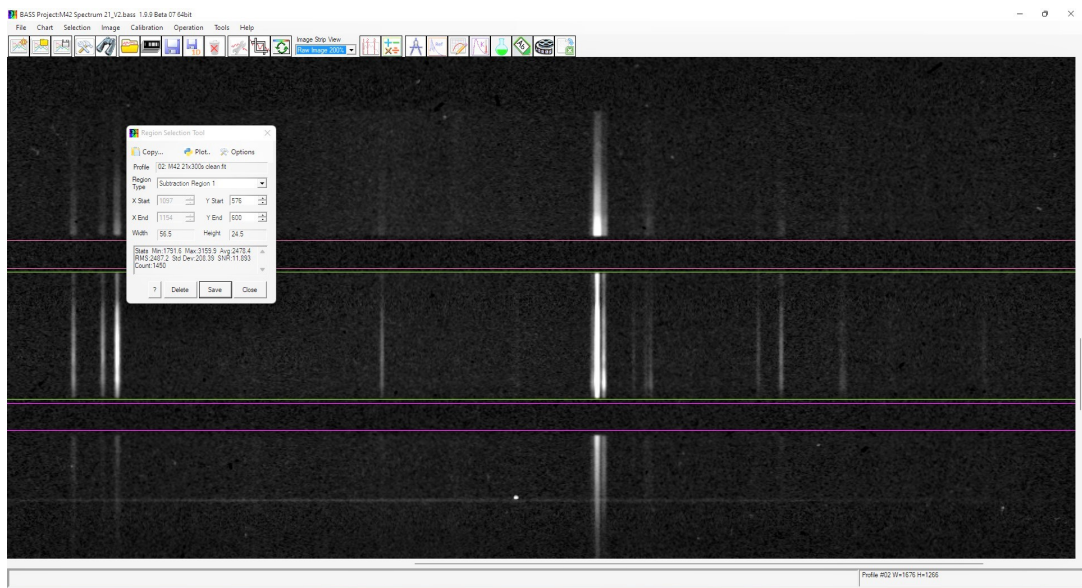 BASS Project:M42 Spectrum 21_V2.bass 1.9.9 Beta 07 64bit
File Chart Selection Image Calibration Operation Tools Help
Image Strip View
Raw Image 200%
Region Selection Tool
Copy... Plot.. Options
Profile 02: M42 21x300s clean.fit
Region Type Subtraction Region 1
X Start 1097 Y Start 576
X End 1154 Y End 600
Width 56.5 Height 24.5
Stats Min:1791.6 Max:3159.9 Avg:2478.4
RMS:2487.2 Std Dev:208.39 SNR:11.893
Count:1450
? Delete Save Close
Profile #02 W=1676 H=1266